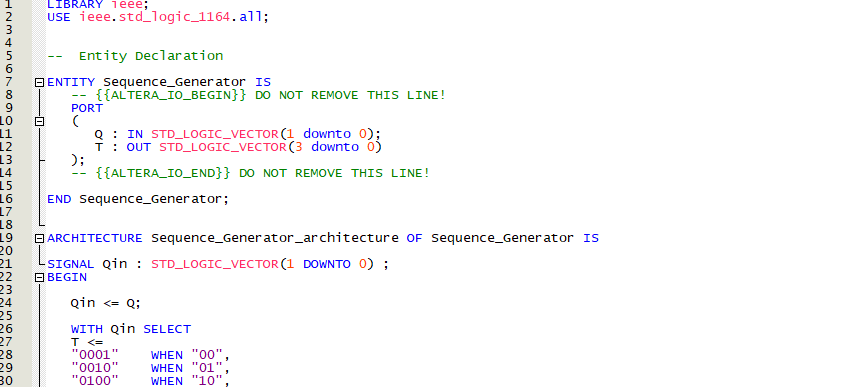 1 LIBRARY ieee;
2 USE ieee.std_logic_1164.all;
3
4
5 --  Entity Declaration
6
7 ENTITY Sequence_Generator IS
8 -- {{ALTERA_IO_BEGIN}} DO NOT REMOVE THIS LINE!
9 PORT
10 (
11 Q : IN STD_LOGIC_VECTOR(1 downto 0);
12 T : OUT STD_LOGIC_VECTOR(3 downto 0)
13 );
14 -- {{ALTERA_IO_END}} DO NOT REMOVE THIS LINE!
15
16 END Sequence_Generator;
17
18
19 ARCHITECTURE Sequence_Generator_architecture OF Sequence_Generator IS
20
21 SIGNAL Qin : STD_LOGIC_VECTOR(1 DOWNTO 0) ;
22 BEGIN
23
24 Qin <= Q;
25
26 WITH Qin SELECT
27 T <=
28 "0001" WHEN "00",
29 "0010" WHEN "01",
30 "0100" WHEN "10",